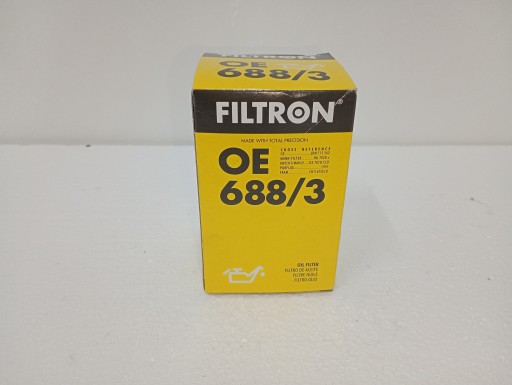 OE
688/3
FILTRON®
MADE WITH TOTAL PRECISION
OE
688/3
CROSS REFERENCE
OIL FILTER
FILTRO DE ACEITE
FILTRE HUILE
FILTRO OLIO